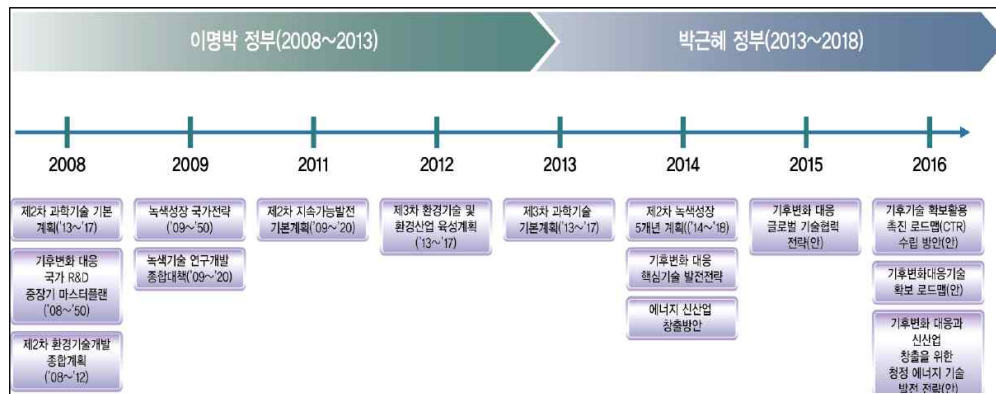 이명박 정부(2008~2013)
박근혜 정부(2013~2018)
2008
2009
2011
2012
2013
2014
2015
2016
제2차 과학기술 기본
계획('13~'17)
기후변화 대응
국가 R&D
중장기 마스터플랜
('08~'50)
제2차 환경기술개발
종합계획
('08~'12)
녹색성장 국가전략
('09~'50)
녹색기술 연구개발
종합대책('09~'20)
제2차 지속가능발전
기본계획('09~'20)
제3차 환경기술 및
환경산업 육성계획
('13~'17)
제3차 과학기술
기본계획('13~'17)
제2차 녹색성장
5개년 계획(('14~'18)
기후변화 대응
핵심기술 발전전략
에너지 신산업
창출방안
기후변화 대응
글로벌 기술협력
전략(안)
기후기술 확보활용
촉진 로드맵(CTR)
수립 방안(안)
기후변화대응기술
확보 로드맵(안)
기후변화 대응과
신산업
창출을 위한
청정 에너지 기술
발전 전략(안)